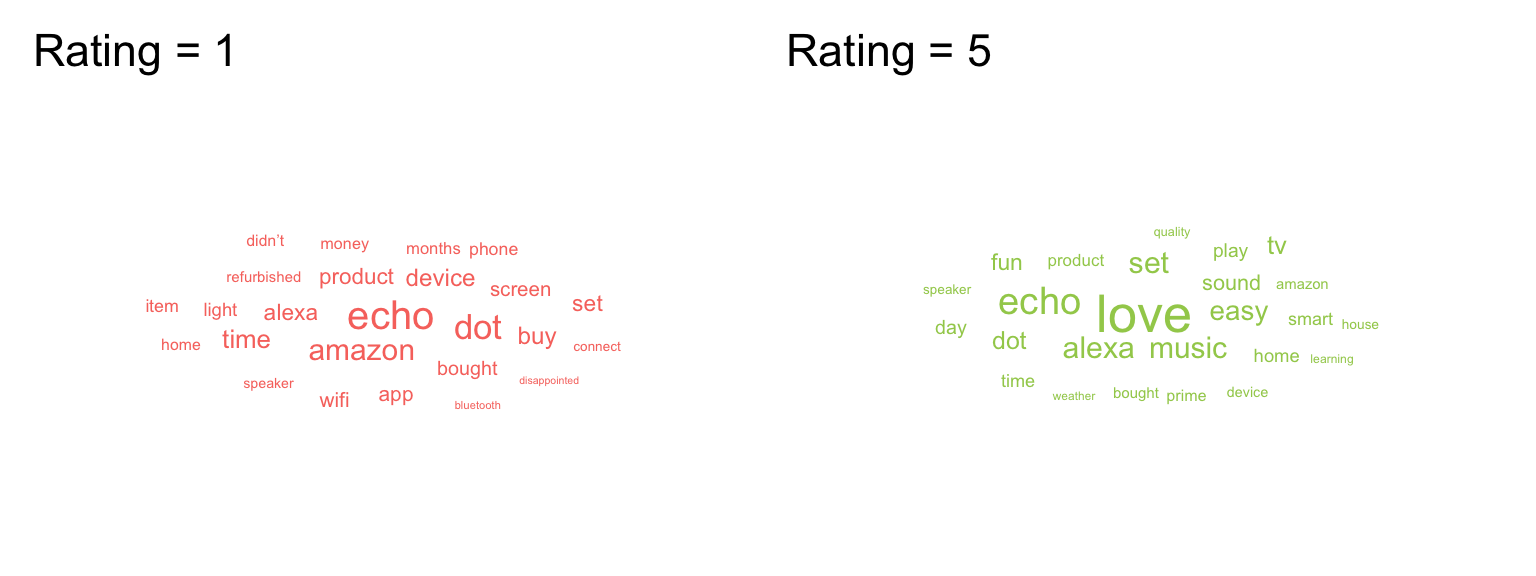 Rating = 1
didn't money months phone
refurbished product device
screen
item light alexa echo dot set
home time amazon buy connect
bought
speaker disappointed
wifi app bluetooth
Rating = 5
quality
fun product set play tv
speaker sound amazon
echo love easy
day dot smart house
alexa music home learning
time
weather bought prime device